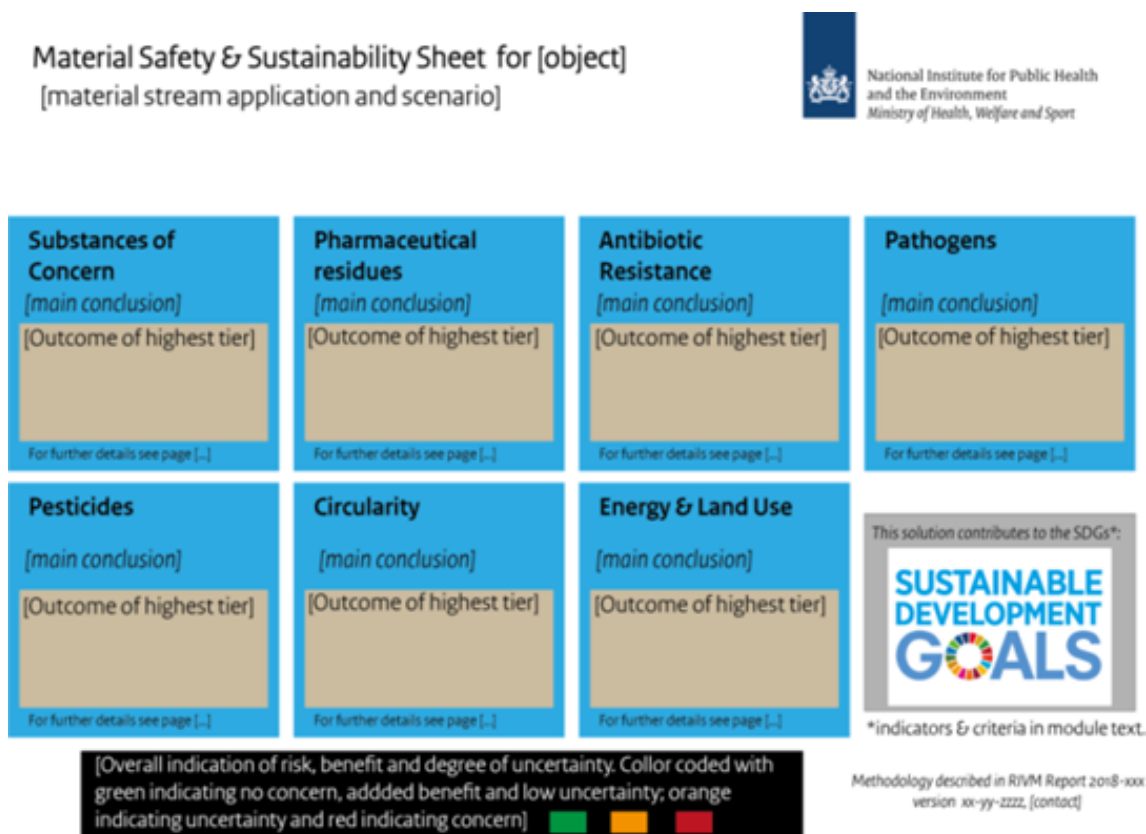 Material Safety & Sustainability Sheet for [object]
[material stream application and scenario]
National Institute for Public Health
and the Environment
Ministry of Health, Welfare and Sport
Substances of
Concern
[main conclusion]
[Outcome of highest tier]
For further details see page [...]
Pharmaceutical
residues
[main conclusion]
[Outcome of highest tier]
For further details see page [...]
Antibiotic
Resistance
[main conclusion]
[Outcome of highest tier]
For further details see page [...]
Pathogens
[main conclusion]
[Outcome of highest tier]
For further details see page [...]
Pesticides
[main conclusion]
[Outcome of highest tier]
For further details see page [...]
Circularity
[main conclusion]
[Outcome of highest tier]
For further details see page [...]
Energy & Land Use
[main conclusion]
[Outcome of highest tier]
For further details see page [...]
This solution contributes to the SDGs*:
SUSTAINABLE
DEVELOPMENT
GOALS
*indicators & criteria in module text.
[Overall indication of risk, benefit and degree of uncertainty. Collor coded with
green indicating no concern, addded benefit and low uncertainty; orange
indicating uncertainty and red indicating concern]
Methodology described in RIVM Report 2018-xxx
version xx-yy-zzzz, [contact]